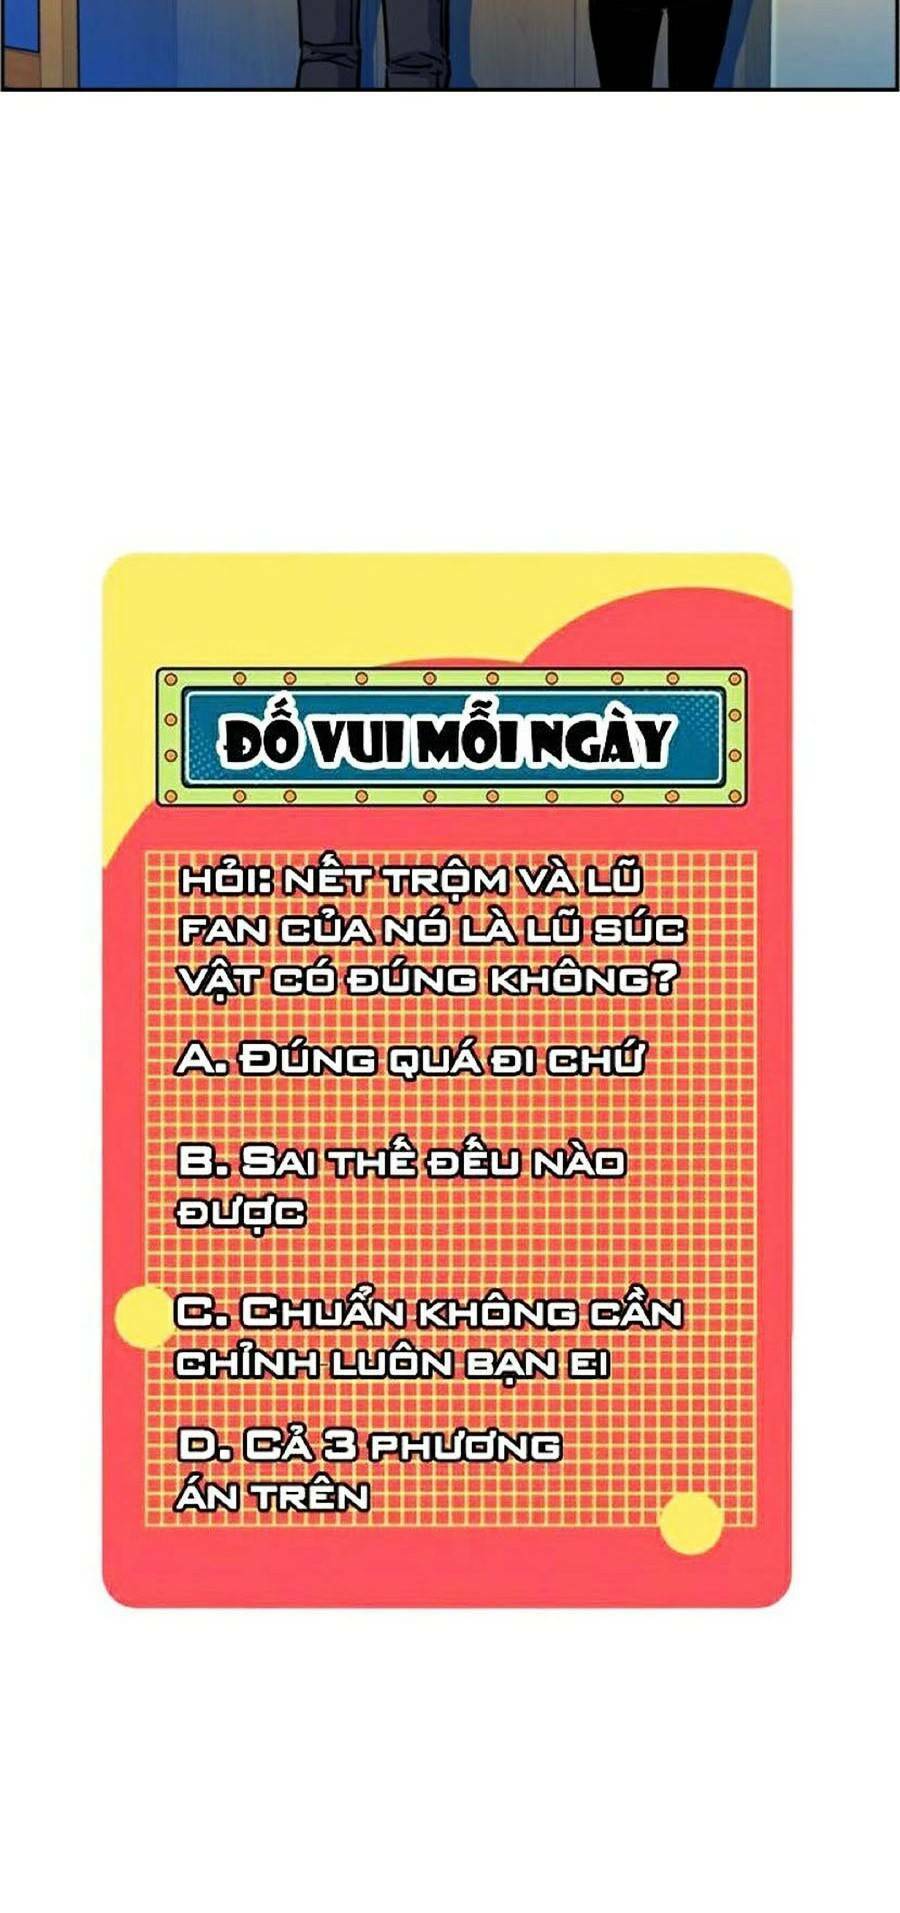 ĐỐ VUI MỖI NGÀY
HỎI: NẾT TRỘM VÀ LŨ
FAN CỦA NÓ LÀ LŨ SÚC
VẬT CÓ ĐÚNG KHÔNG?
A. ĐÚNG QUÁ ĐI CHỨ
B. SAI THẾ ĐẾU NÀO
ĐƯỢC
C. CHUẨN KHÔNG CẦN
CHỈNH LUÔN BẠN EI
D. CẢ 3 PHƯƠNG
ÁN TRÊN